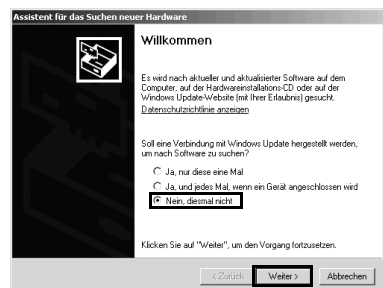 Assistent für das Suchen neuer Hardware
Willkommen
Es wird nach aktueller und aktualisierter Software auf dem
Computer, auf der Hardwareinstallations-CD oder auf der
Windows Update-Website (mit Ihrer Erlaubnis) gesucht.
Datenschutzrichtlinie anzeigen
Soll eine Verbindung mit Windows Update hergestellt werden,
um nach Software zu suchen?
Ja, nur diese eine Mal
Ja, und jedes Mal, wenn ein Gerät angeschlossen wird
Nein, diesmal nicht
Klicken Sie auf "Weiter", um den Vorgang fortzusetzen.
< Zurück Weiter > Abbrechen